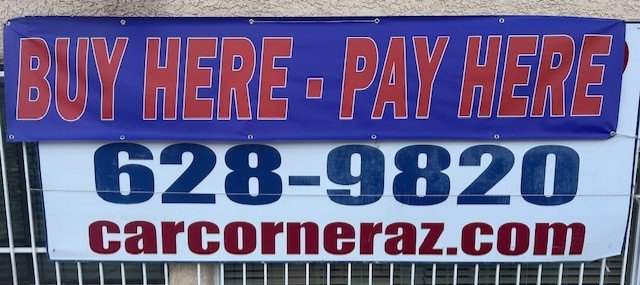 BUY HERE - PAY HERE
628-9820
carcorneraz.com